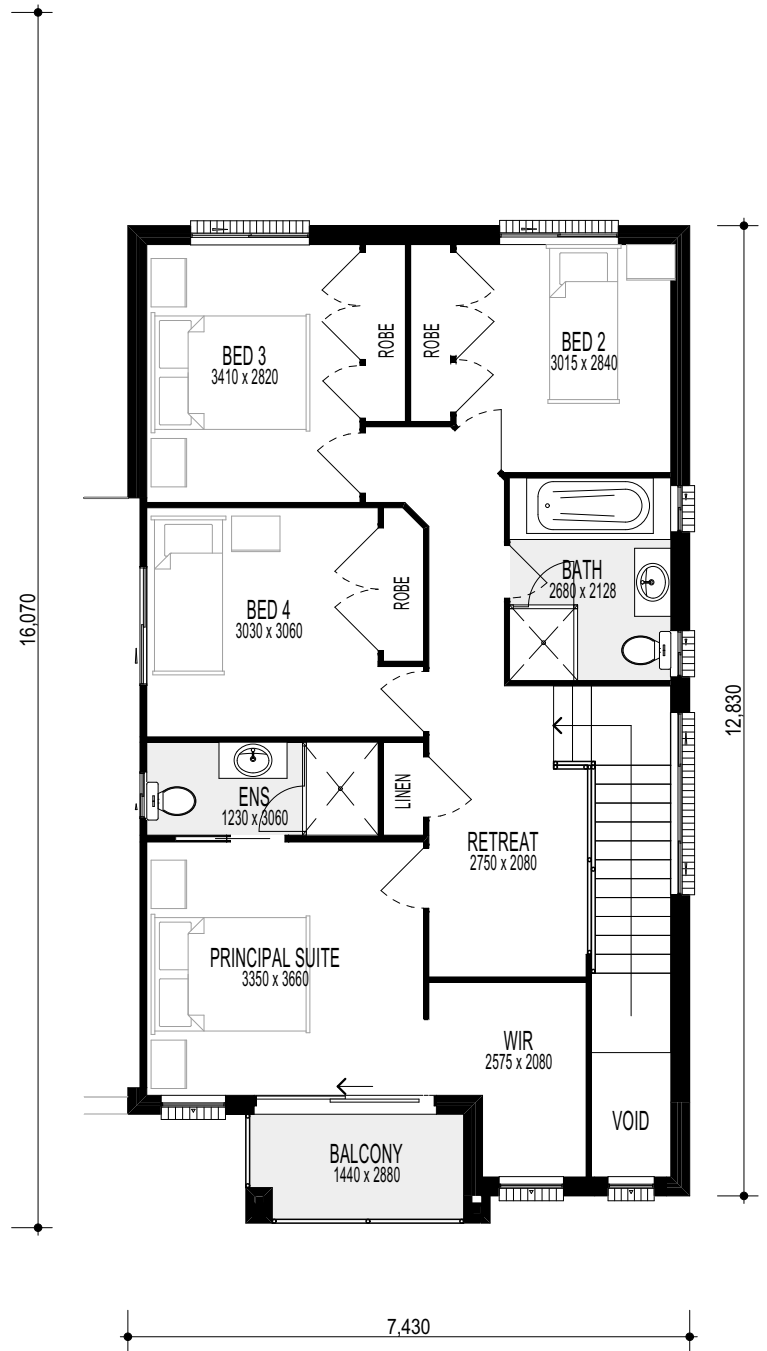 BED 3
3410 x 2820
ROBE
ROBE
BED 2
3015 x 2840
BED 4
3030 x 3060
ROBE
BATH
2680 x 2128
16,070
12,830
ENS
1230 x 3060
LINEN
RETREAT
2750 x 2080
PRINCIPAL SUITE
3350 x 3660
WIR
2575 x 2080
VOID
BALCONY
1440 x 2880
7,430